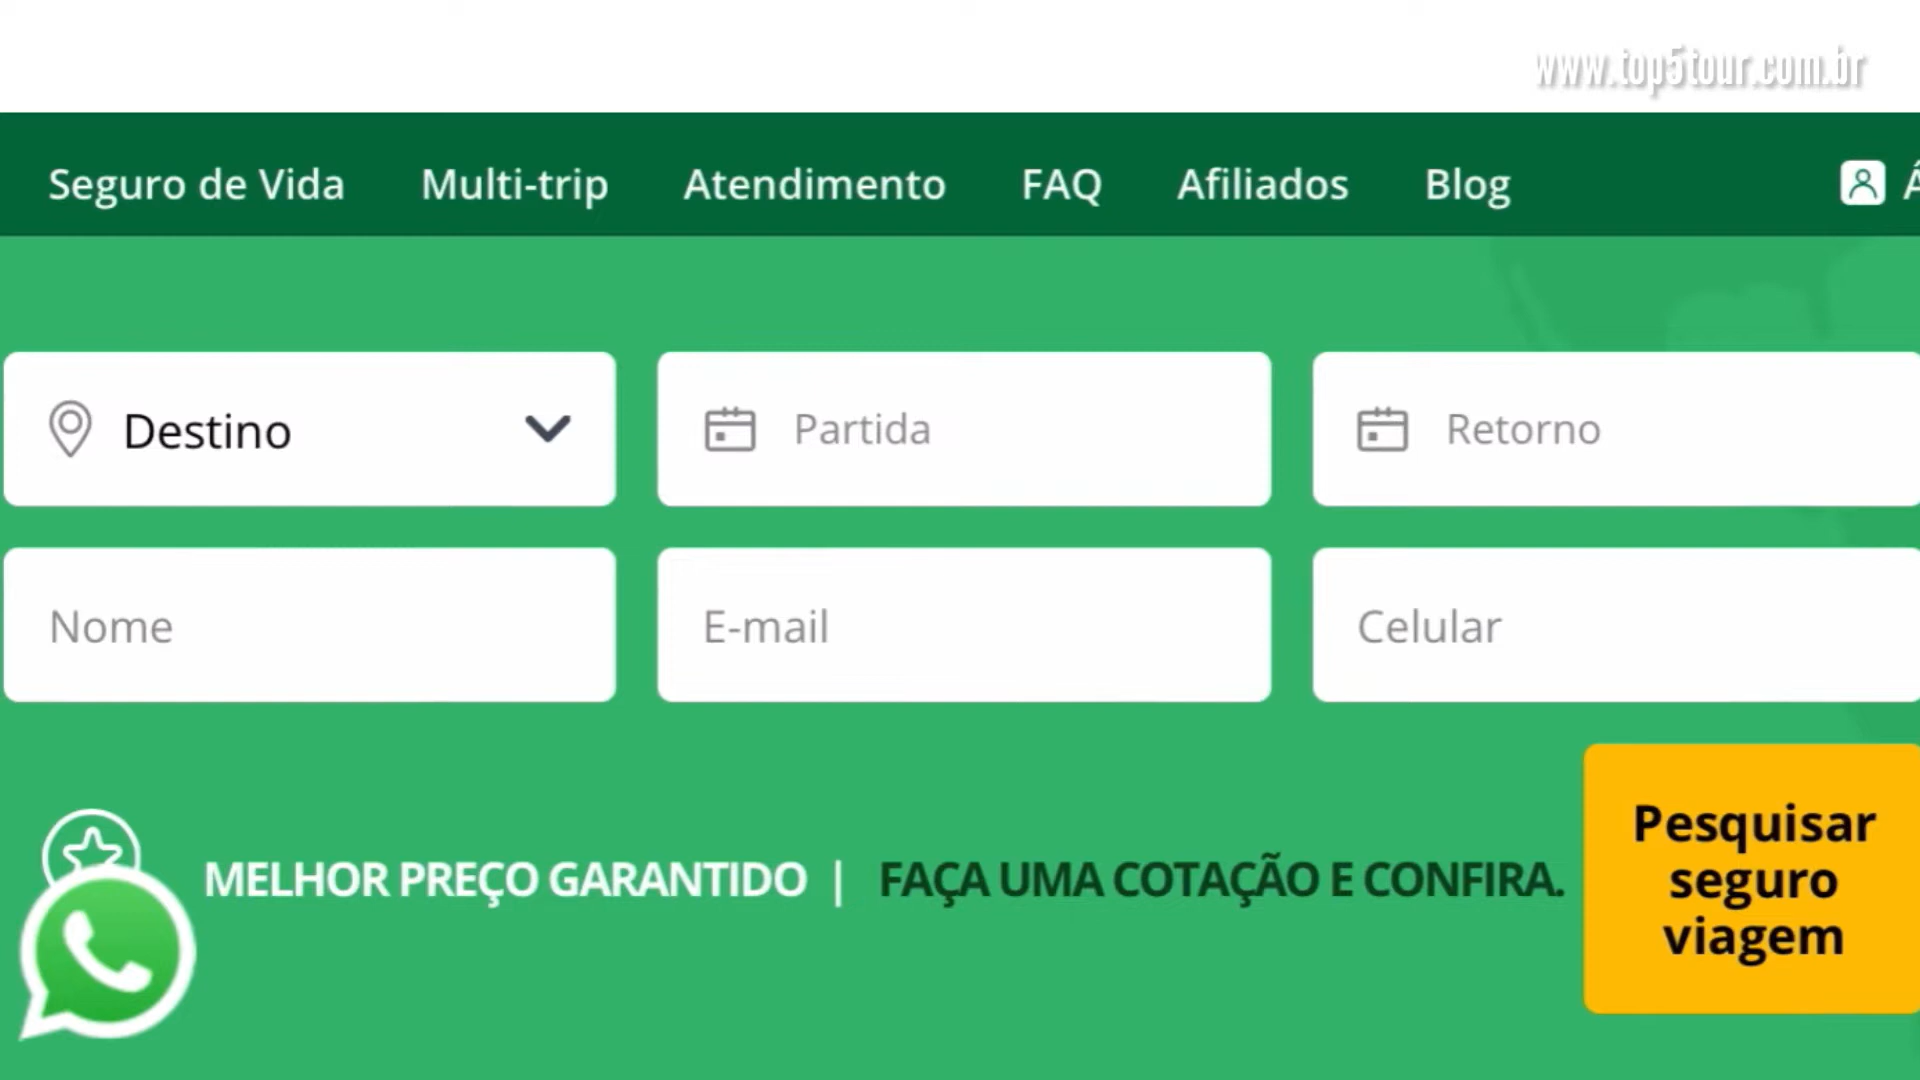 www.top5tour.com.br
Seguro de Vida Multi-trip Atendimento FAQ Afiliados Blog
Destino Partida Retorno
Nome E-mail Celular
MELHOR PREÇO GARANTIDO | FAÇA UMA COTAÇÃO E CONFIRA.
Pesquisar
seguro
viagem